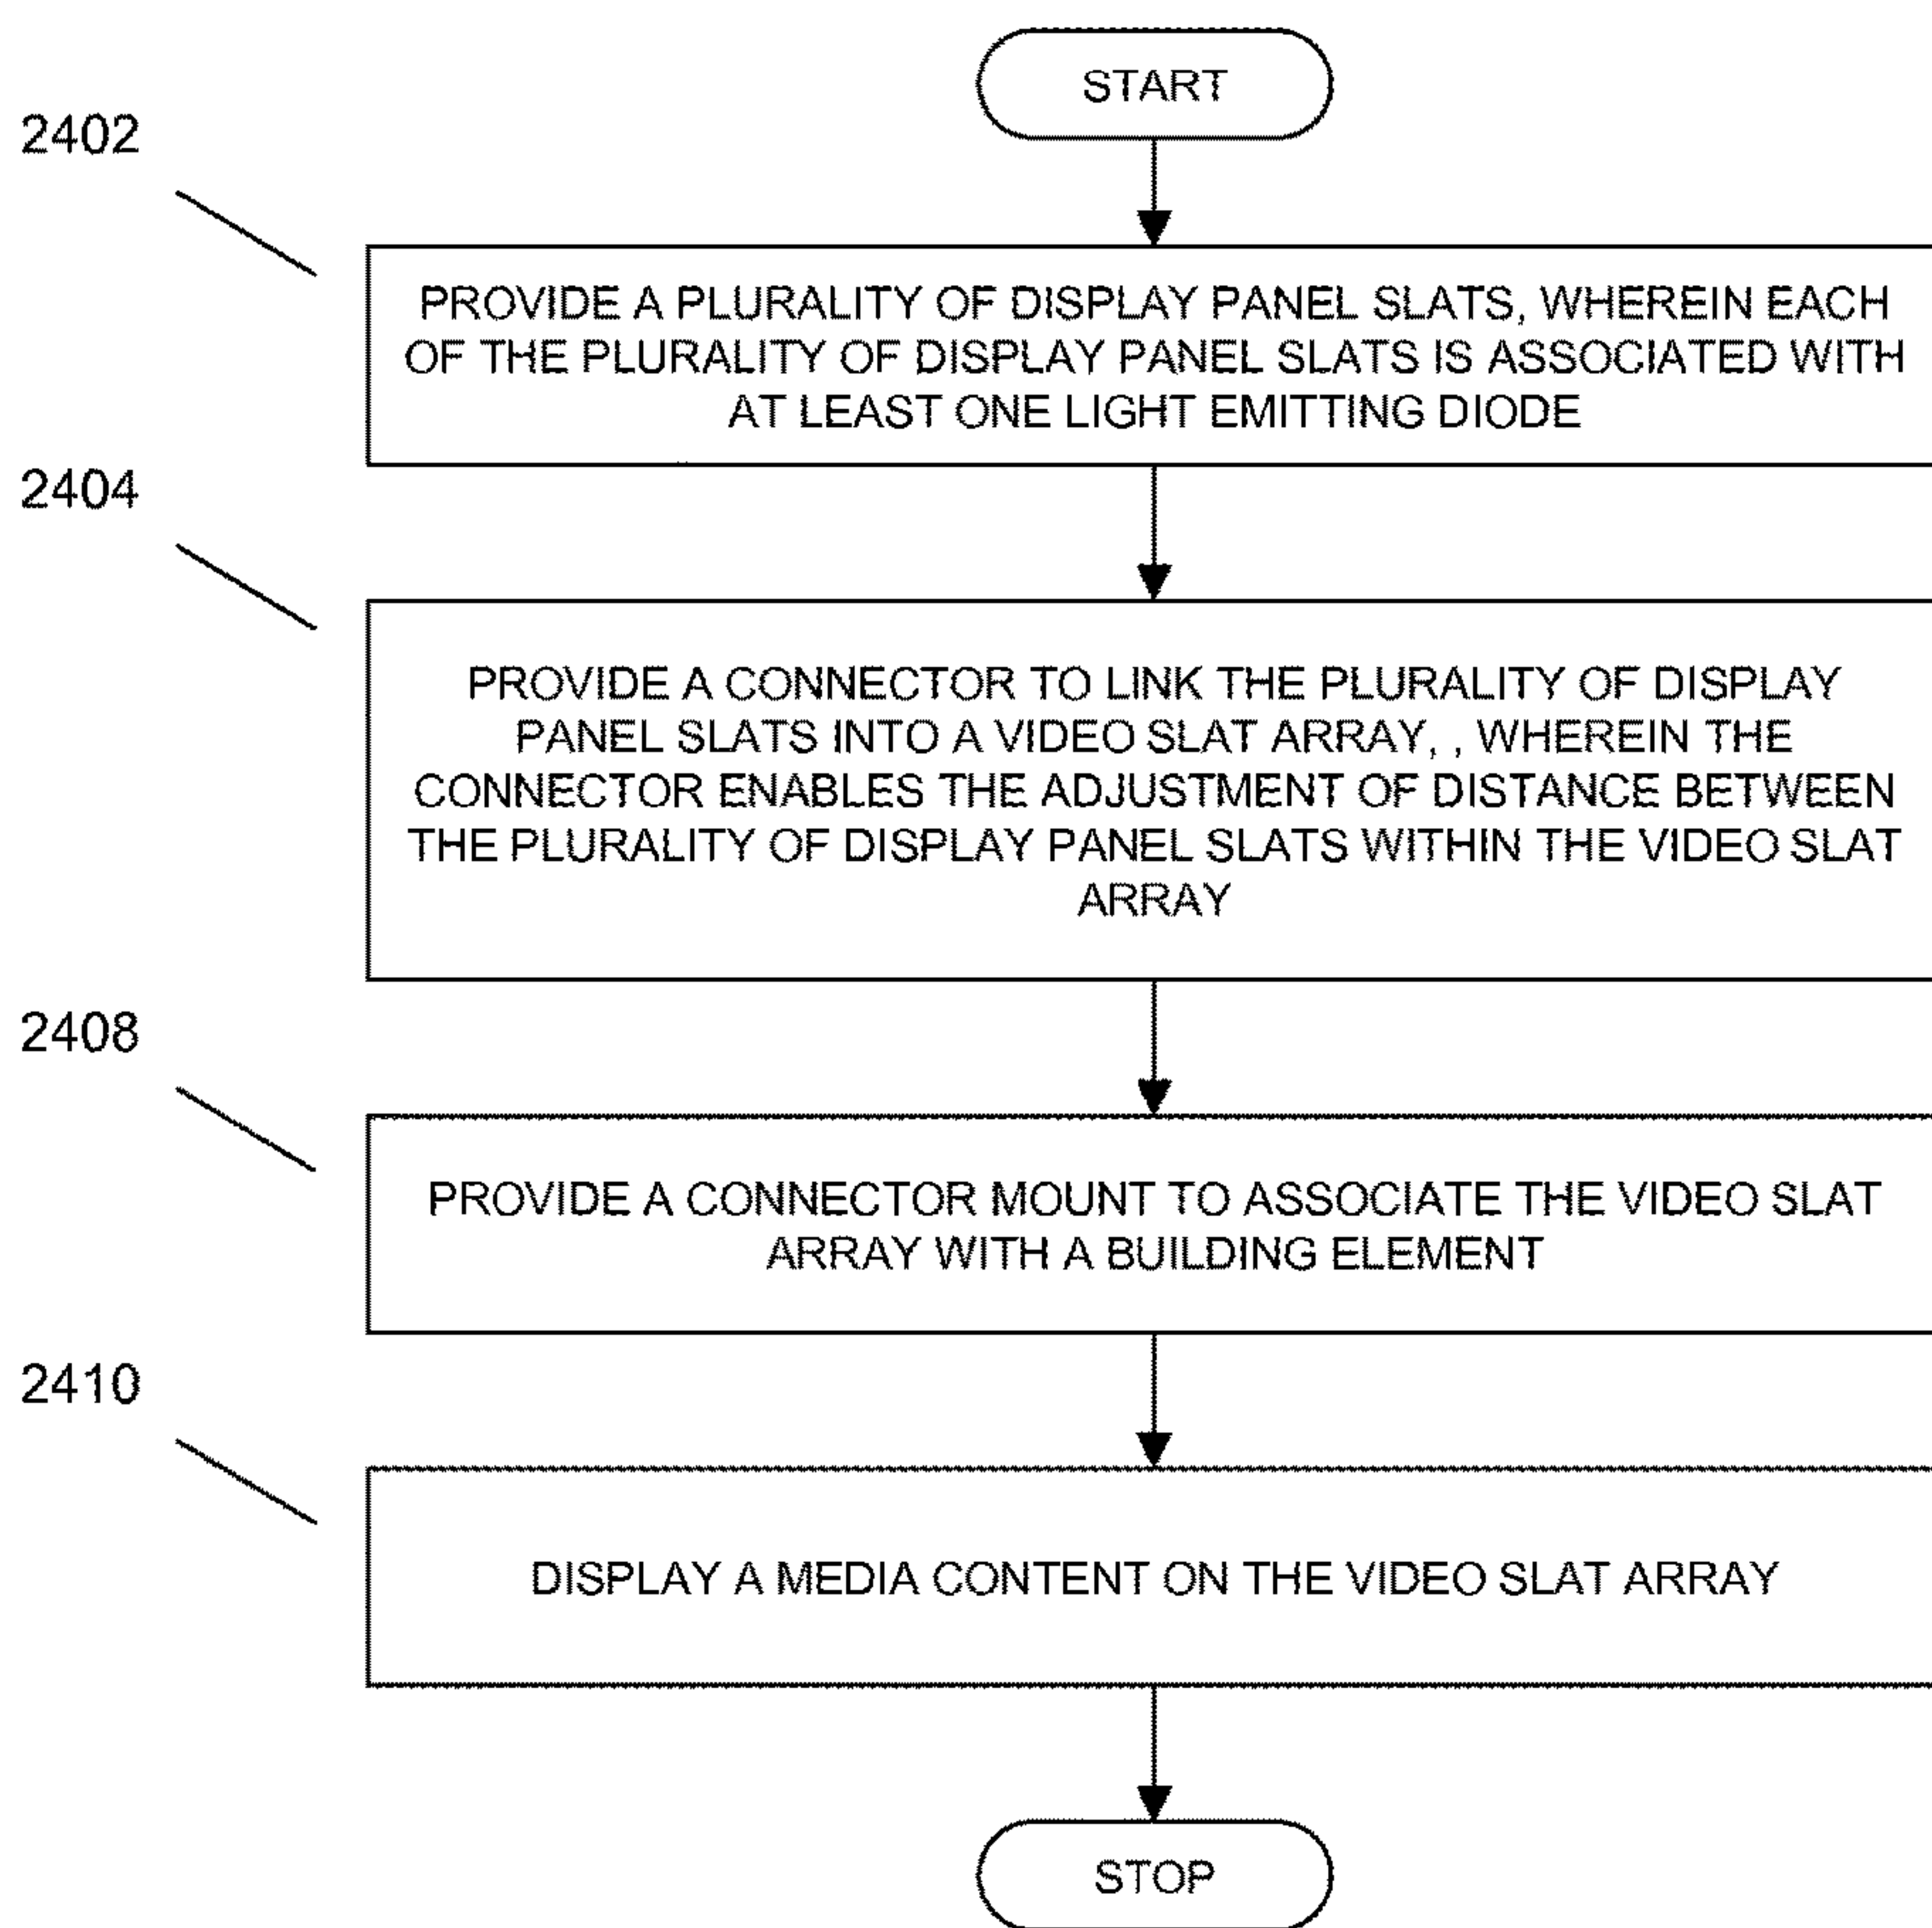 START
2402
PROVIDE A PLURALITY OF DISPLAY PANEL SLATS, WHEREIN EACH
OF THE PLURALITY OF DISPLAY PANEL SLATS IS ASSOCIATED WITH
AT LEAST ONE LIGHT EMITTING DIODE
2404
PROVIDE A CONNECTOR TO LINK THE PLURALITY OF DISPLAY
PANEL SLATS INTO A VIDEO SLAT ARRAY, , WHEREIN THE
CONNECTOR ENABLES THE ADJUSTMENT OF DISTANCE BETWEEN
THE PLURALITY OF DISPLAY PANEL SLATS WITHIN THE VIDEO SLAT
ARRAY
2408
PROVIDE A CONNECTOR MOUNT TO ASSOCIATE THE VIDEO SLAT
ARRAY WITH A BUILDING ELEMENT
2410
DISPLAY A MEDIA CONTENT ON THE VIDEO SLAT ARRAY
STOP